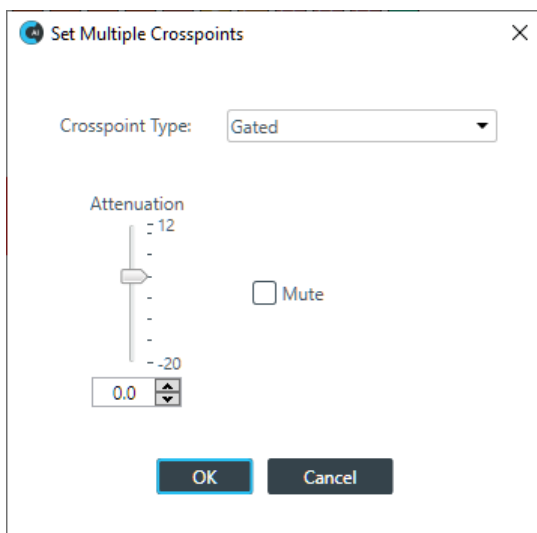 Set Multiple Crosspoints
Crosspoint Type: Gated
Attenuation
12
Mute
-20
0.0
OK Cancel